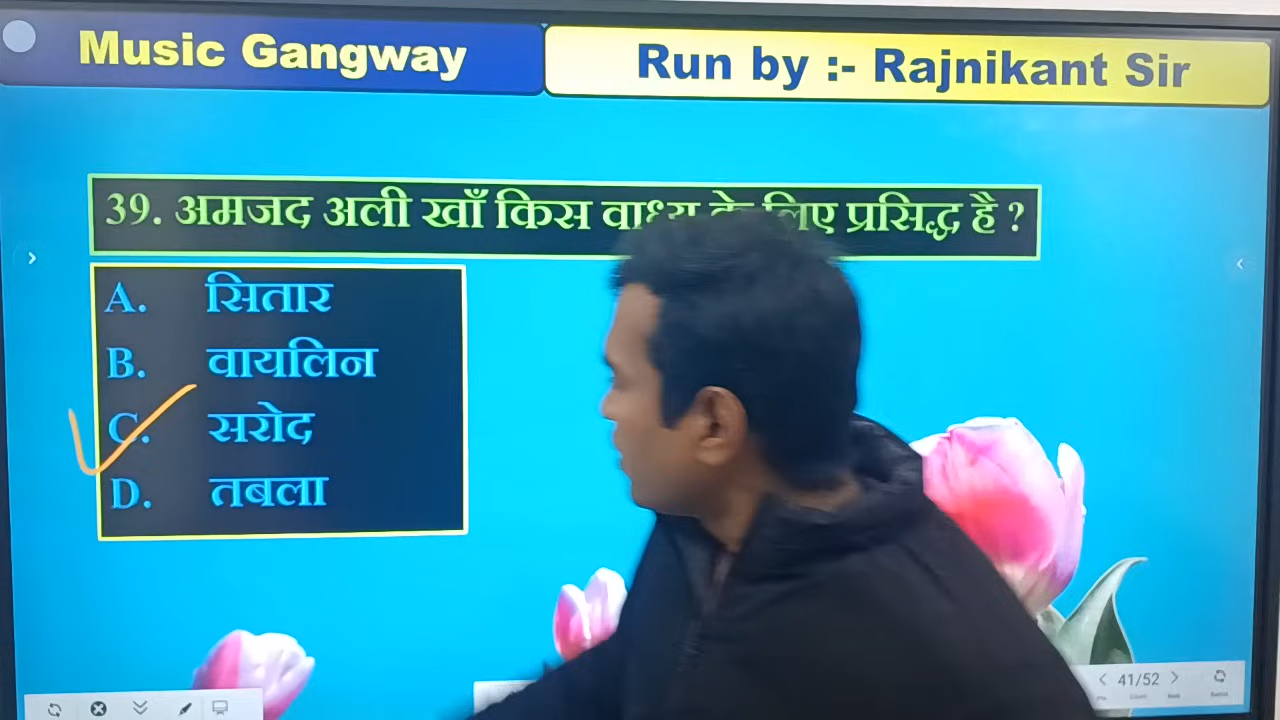 Music Gangway
Run by :- Rajnikant Sir
39. अमजद अली खाँ किस वाध्य के लिए प्रसिद्ध है ?
A. सितार
B. वायलिन
C. सरोद
D. तबला
41/52